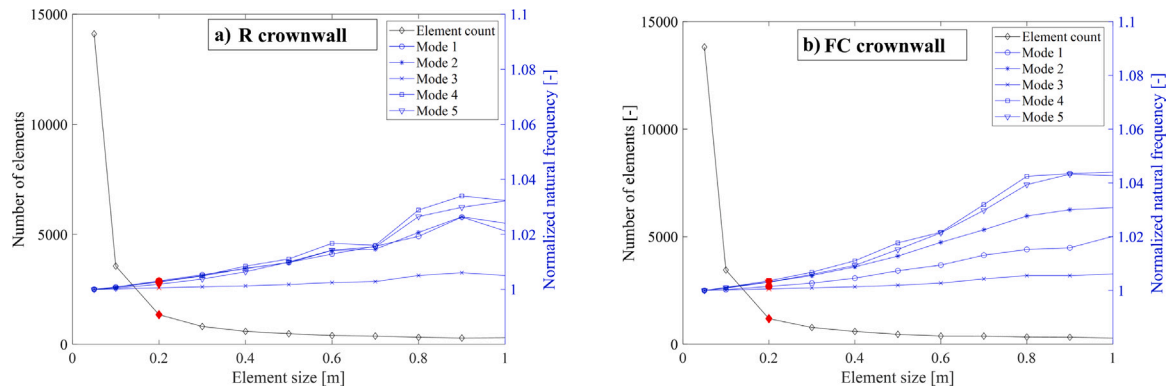 a) R crownwall
Element count
Mode 1
Mode 2
Mode 3
Mode 4
Mode 5
15000
10000
5000
0
Number of elements
0 0.2 0.4 0.6 0.8 1
Element size [m]
1.1
1.08
1.06
1.04
1.02
1
Normalized natural frequency [-]
b) FC crownwall
Element count
Mode 1
Mode 2
Mode 3
Mode 4
Mode 5
15000
10000
5000
0
Number of elements [-]
0 0.2 0.4 0.6 0.8 1
Element size [m]
1.1
1.08
1.06
1.04
1.02
1
Normalized natural frequency [-]